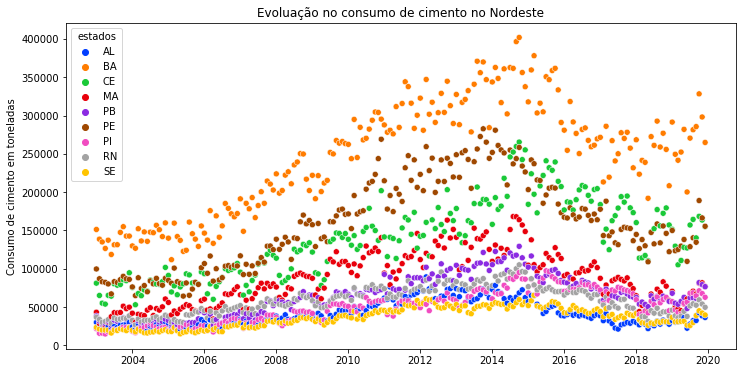 Evoluação no consumo de cimento no Nordeste
estados
AL
BA
CE
MA
PB
PE
PI
RN
SE
Consumo de cimento em toneladas
400000
350000
300000
250000
200000
150000
100000
50000
0
2004
2006
2008
2010
2012
2014
2016
2018
2020